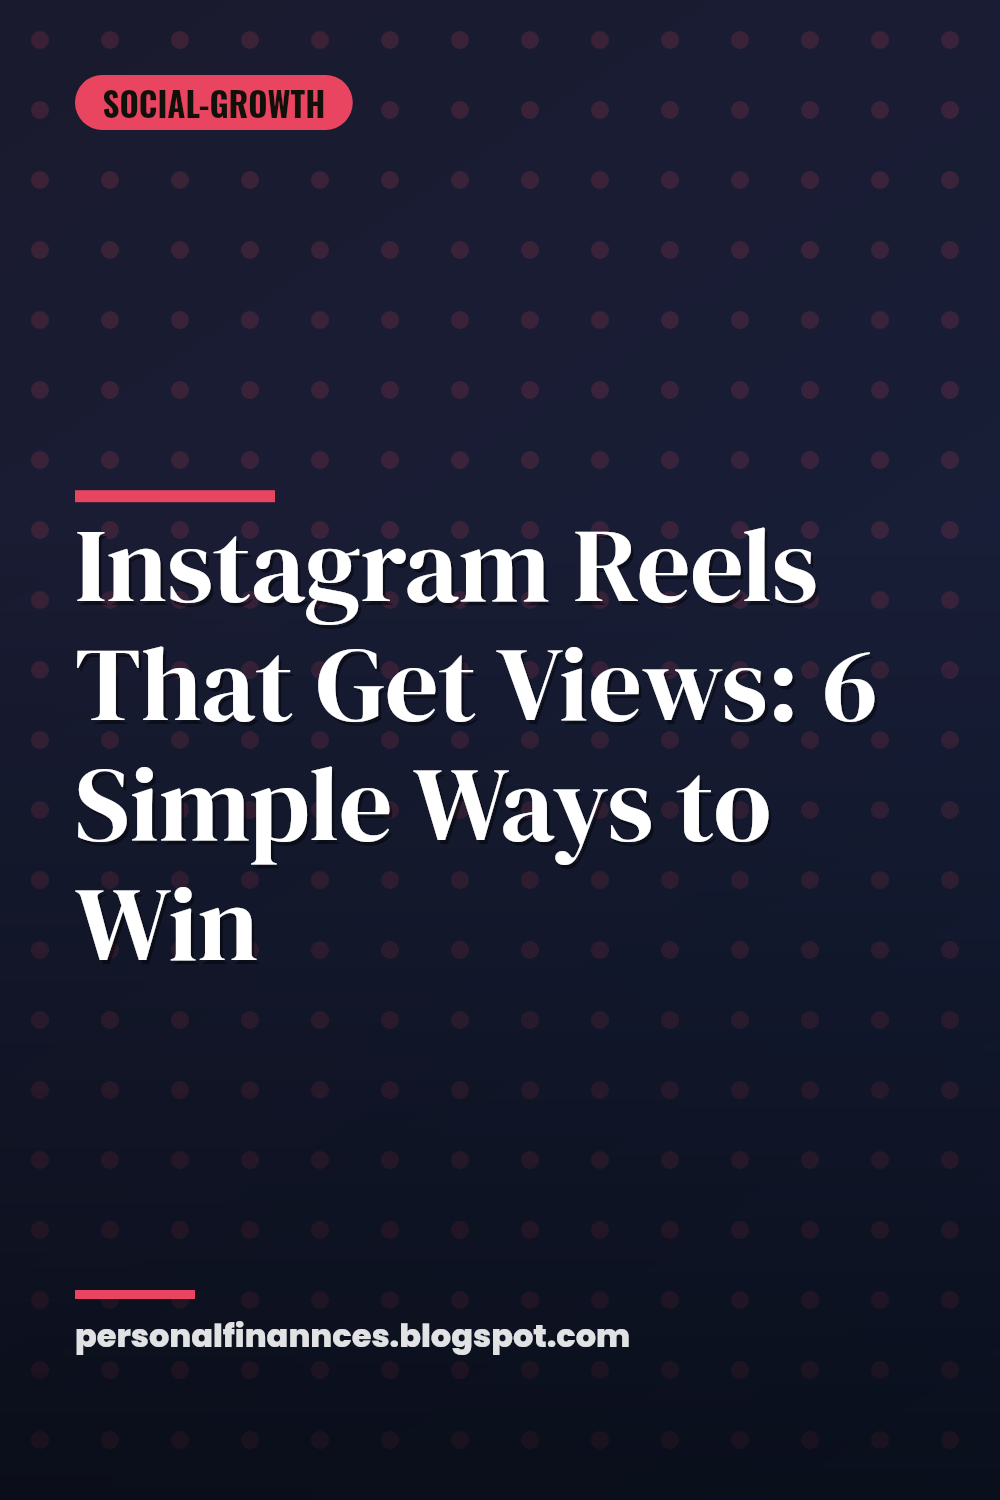 SOCIAL-GROWTH
Instagram Reels
That Get Views: 6
Simple Ways to
Win
personalfinannces.blogspot.com